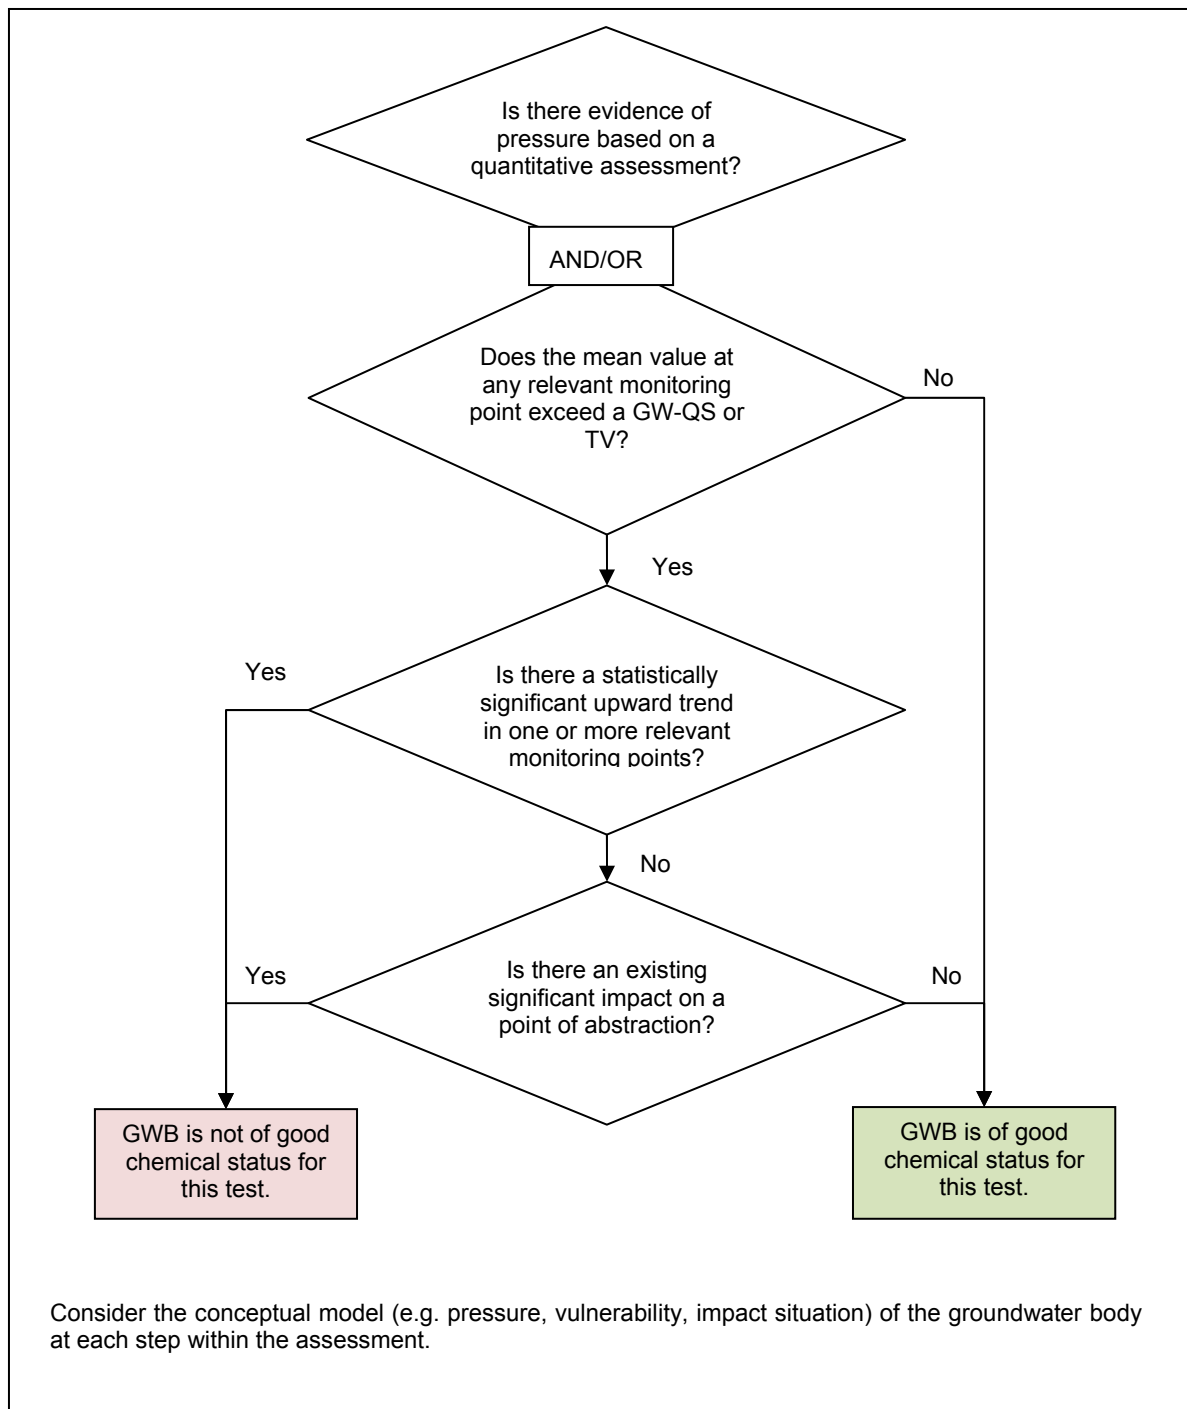 Is there evidence of
pressure based on a
quantitative assessment?
AND/OR
Does the mean value at
any relevant monitoring
point exceed a GW-QS or
TV?
No
Yes
Yes
Is there a statistically
significant upward trend
in one or more relevant
monitoring points?
No
Yes
Is there an existing
significant impact on a
point of abstraction?
No
GWB is not of good
chemical status for
this test.
GWB is of good
chemical status for
this test.
Consider the conceptual model (e.g. pressure, vulnerability, impact situation) of the groundwater body
at each step within the assessment.